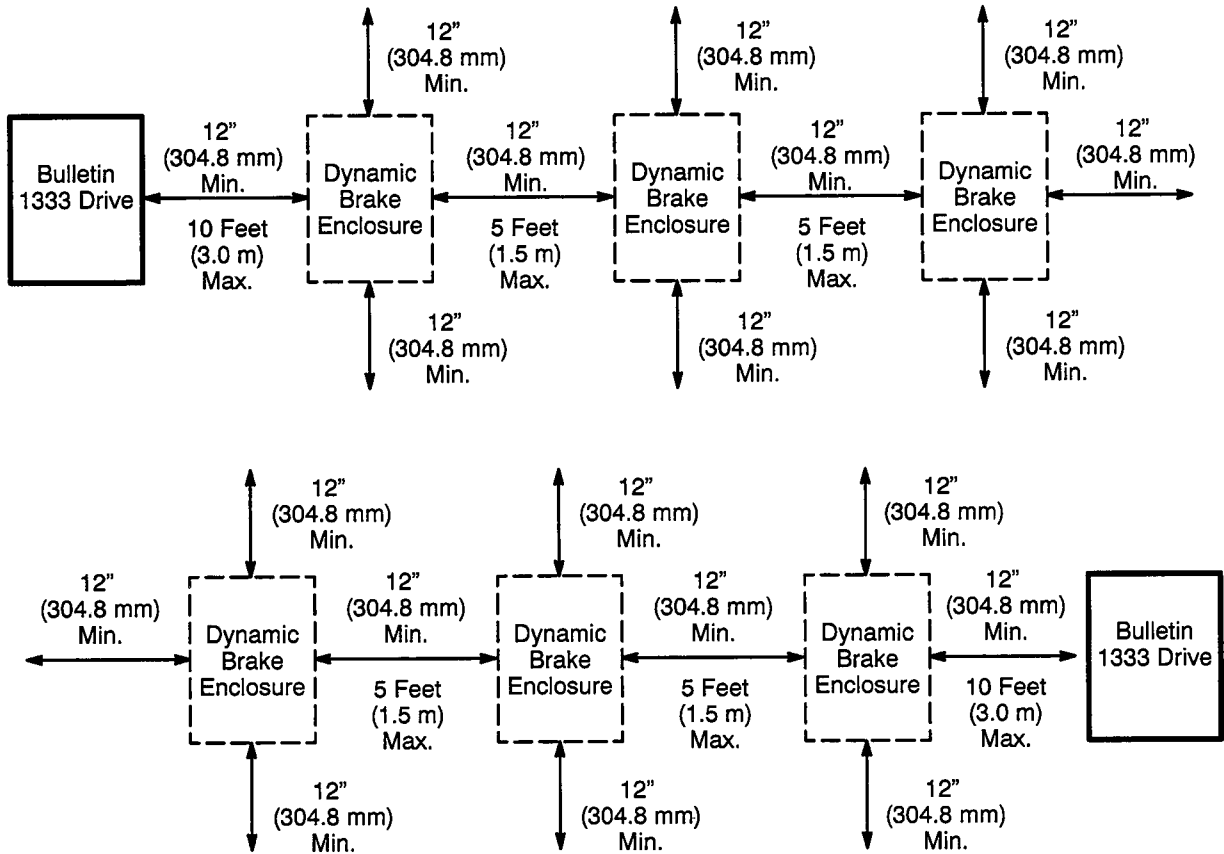 12”
(304.8 mm)
Min.
12”
(304.8 mm)
Min.
12”
(304.8 mm)
Min.
Bulletin
1333 Drive
12”
(304.8 mm)
Min.
10 Feet
(3.0 m)
Max.
Dynamic
Brake
Enclosure
12”
(304.8 mm)
Min.
5 Feet
(1.5 m)
Max.
Dynamic
Brake
Enclosure
12”
(304.8 mm)
Min.
5 Feet
(1.5 m)
Max.
Dynamic
Brake
Enclosure
12”
(304.8 mm)
Min.
12”
(304.8 mm)
Min.
12”
(304.8 mm)
Min.
12”
(304.8 mm)
Min.
12”
(304.8 mm)
Min.
12”
(304.8 mm)
Min.
12”
(304.8 mm)
Min.
12”
(304.8 mm)
Min.
Dynamic
Brake
Enclosure
12”
(304.8 mm)
Min.
5 Feet
(1.5 m)
Max.
Dynamic
Brake
Enclosure
12”
(304.8 mm)
Min.
5 Feet
(1.5 m)
Max.
Dynamic
Brake
Enclosure
12”
(304.8 mm)
Min.
10 Feet
(3.0 m)
Max.
Bulletin
1333 Drive
12”
(304.8 mm)
Min.
12”
(304.8 mm)
Min.
12”
(304.8 mm)
Min.